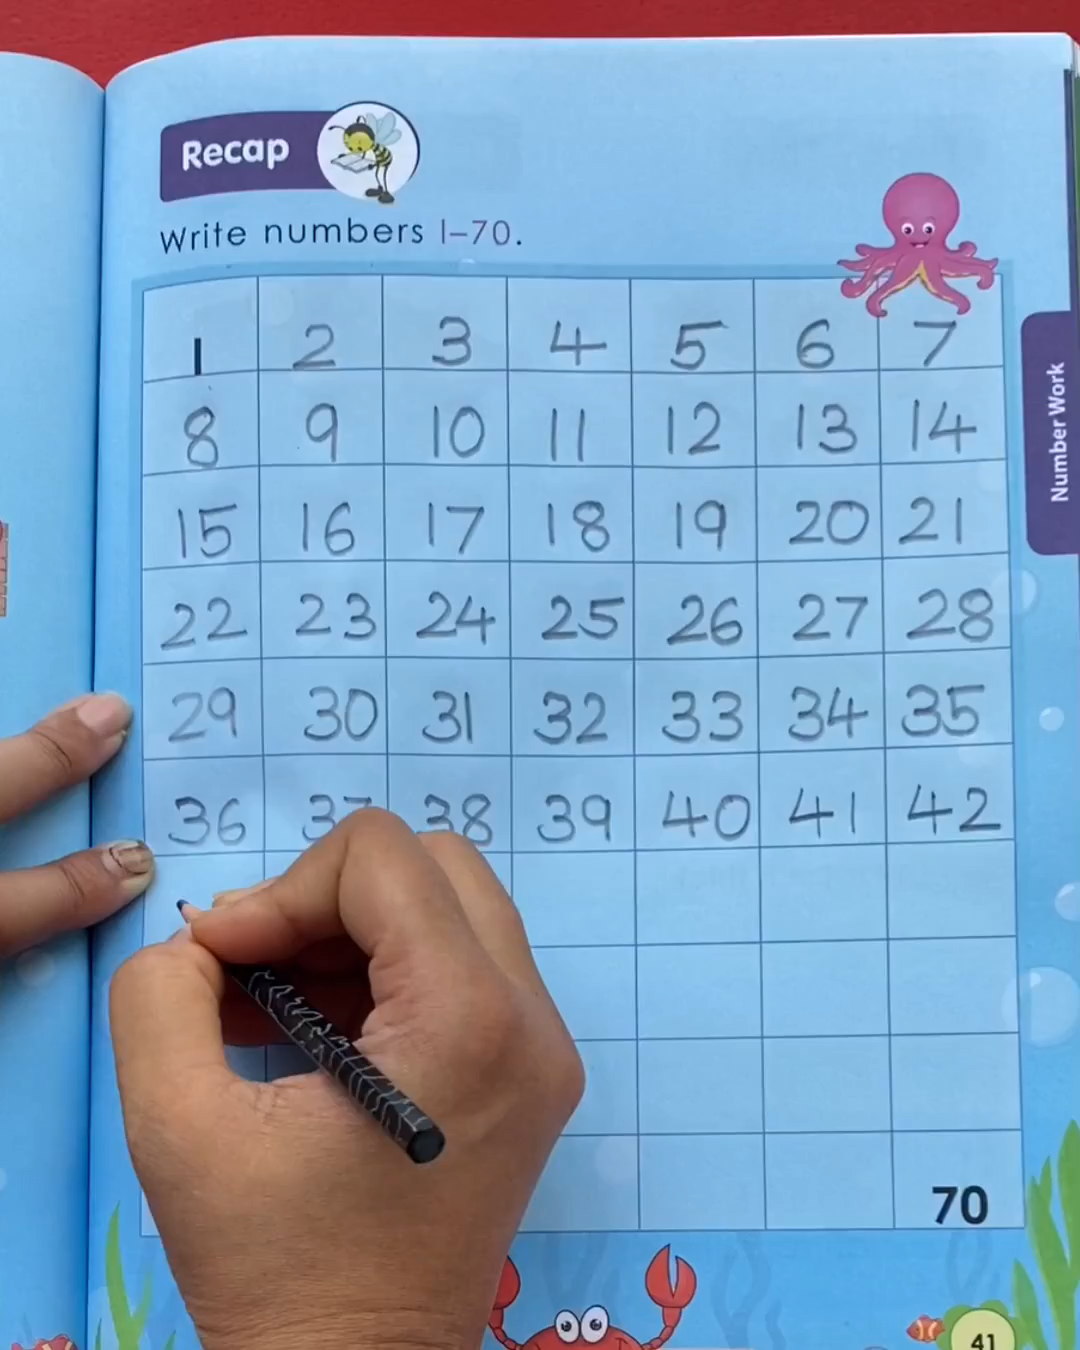 Recap
Write numbers 1–70.
1 2 3 4 5 6 7
8 9 10 11 12 13 14
15 16 17 18 19 20 21
22 23 24 25 26 27 28
29 30 31 32 33 34 35
36 37 38 39 40 41 42
70
Number Work
41